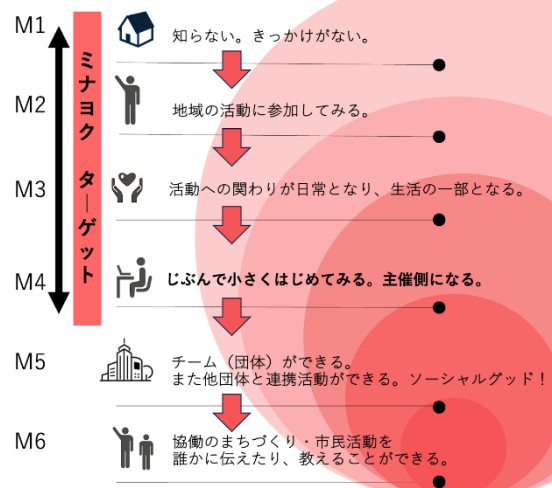 M1
知らない。きっかけがない。
M2
地域の活動に参加してみる。
M3
活動への関わりが日常となり、生活の一部となる。
M4
じぶんで小さくはじめてみる。主催側になる。
M5
チーム（団体）ができる。
また他団体と連携活動ができる。ソーシャルグッド！
M6
協働のまちづくり・市民活動を
誰かに伝えたり、教えることができる。
ミナヨク ターゲット